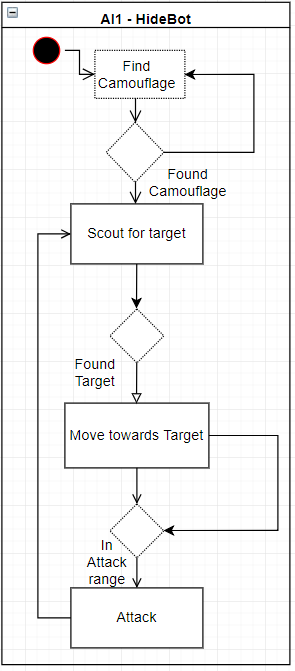 AI1 - HideBot
Find
Camouflage
Found
Camouflage
Scout for target
Found
Target
Move towards Target
In
Attack
range
Attack